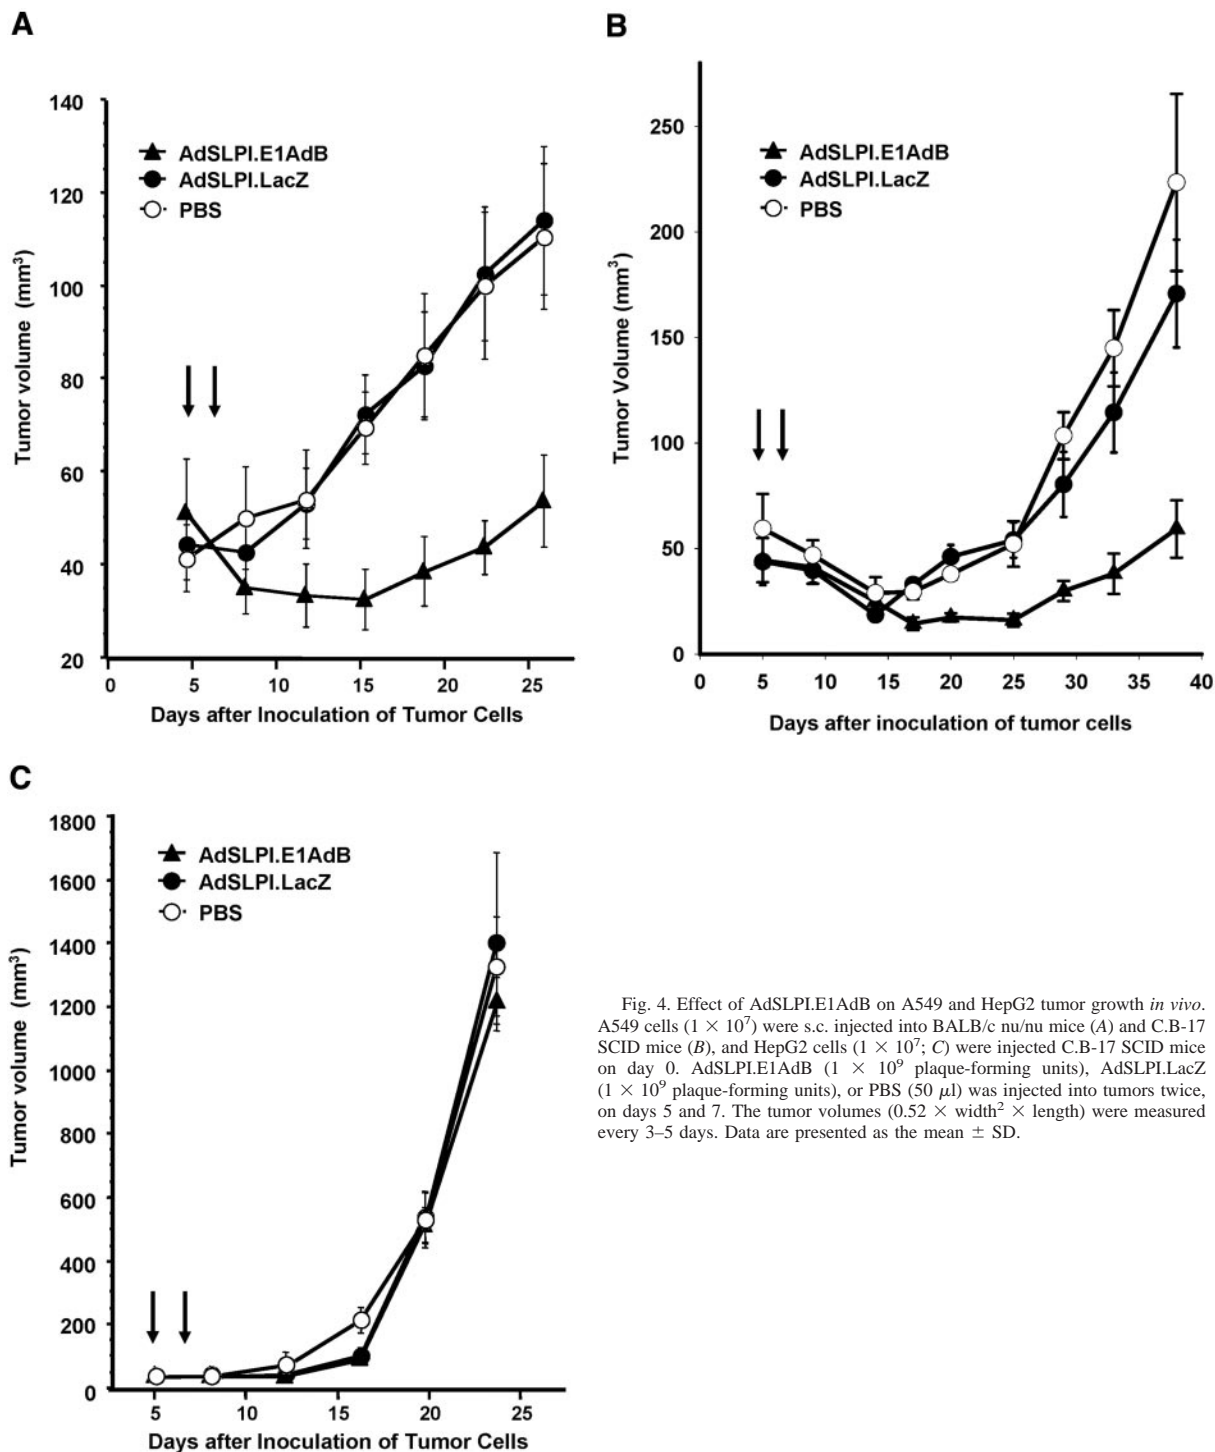 A
140
120
100
80
60
40
20
Tumor volume (mm³)
AdSLPI.E1AdB
AdSLPI.LacZ
PBS
0 5 10 15 20 25
Days after Inoculation of Tumor Cells
B
250
200
150
100
50
0
Tumor Volume (mm³)
AdSLPI.E1AdB
AdSLPI.LacZ
PBS
0 5 10 15 20 25 30 35 40
Days after inoculation of tumor cells
C
1800
1600
1400
1200
1000
800
600
400
200
0
Tumor volume (mm³)
AdSLPI.E1AdB
AdSLPI.LacZ
PBS
5 10 15 20 25
Days after Inoculation of Tumor Cells
Fig. 4. Effect of AdSLPI.E1AdB on A549 and HepG2 tumor growth in vivo.
A549 cells (1 × 10⁷) were s.c. injected into BALB/c nu/nu mice (A) and C.B-17
SCID mice (B), and HepG2 cells (1 × 10⁷; C) were injected C.B-17 SCID mice
on day 0. AdSLPI.E1AdB (1 × 10⁹ plaque-forming units), AdSLPI.LacZ
(1 × 10⁹ plaque-forming units), or PBS (50 μl) was injected into tumors twice,
on days 5 and 7. The tumor volumes (0.52 × width² × length) were measured
every 3–5 days. Data are presented as the mean ± SD.